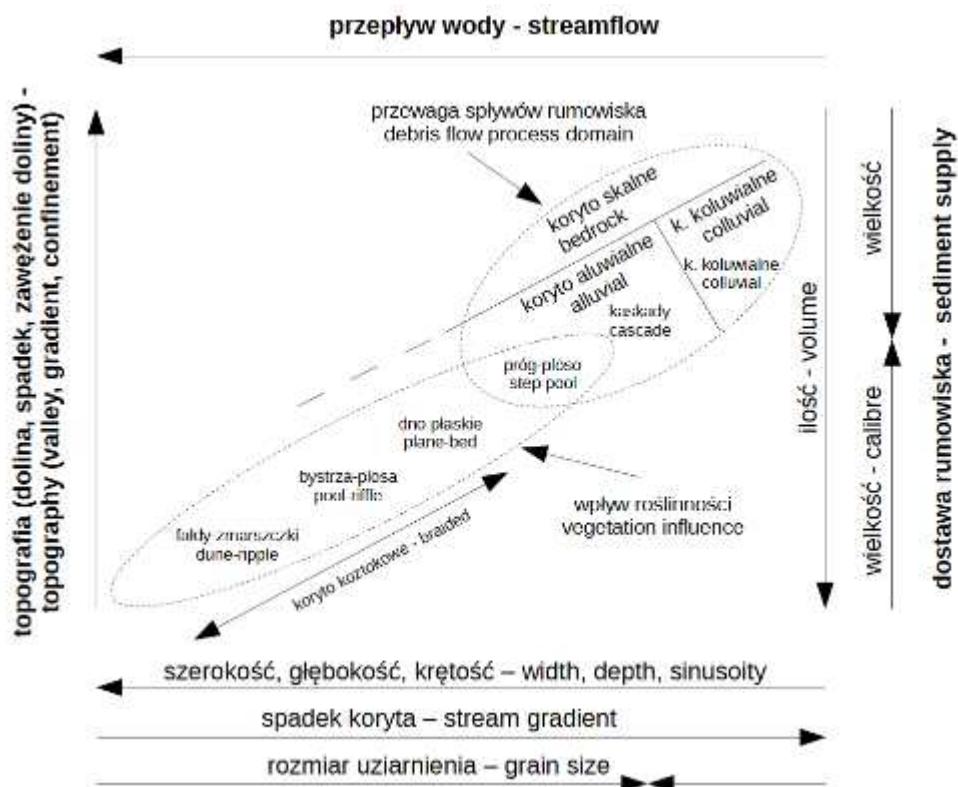 przepływ wody - streamflow
topografia (dolina, spadek, zawężenie doliny) -
topography (valley, gradient, confinement)
przewaga spływów rumowiska
debris flow process domain
koryto skalne
bedrock
k. koluwialne
colluvial
koryto aluwialne
alluvial
k. koluwialne
colluvial
kaskady
cascade
próg-ploso
step pool
dno płaskie
plane-bed
bystrza-plosa
pool-riffle
fałdy-zmarszczki
dune-ripple
koryto roztokowe - braided
wpływ roślinności
vegetation influence
ilość - volume
wielkość
wielkość - calibre
dostawa rumowiska - sediment supply
szerokość, głębokość, krętość – width, depth, sinusoity
spadek koryta – stream gradient
rozmiar uziarnienia – grain size